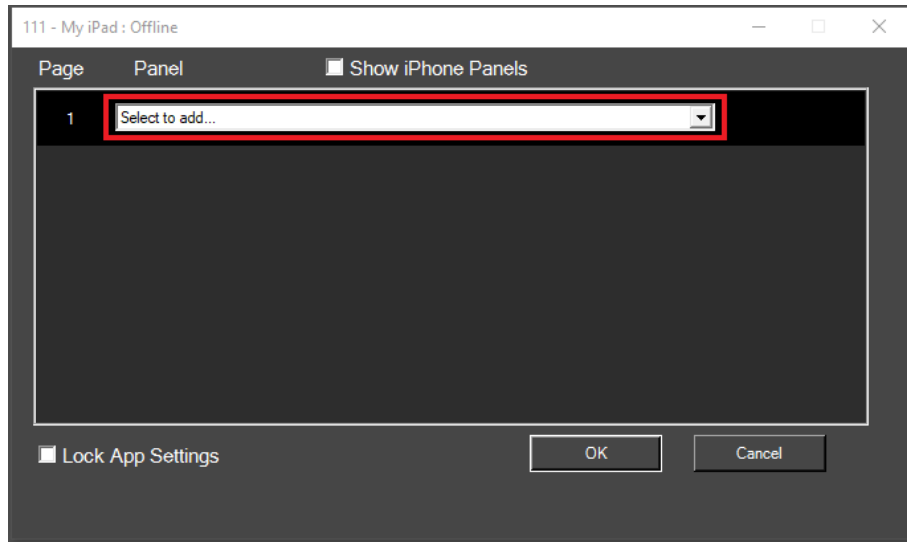 111 - My iPad : Offline
Page Panel Show iPhone Panels
1 Select to add...
Lock App Settings OK Cancel